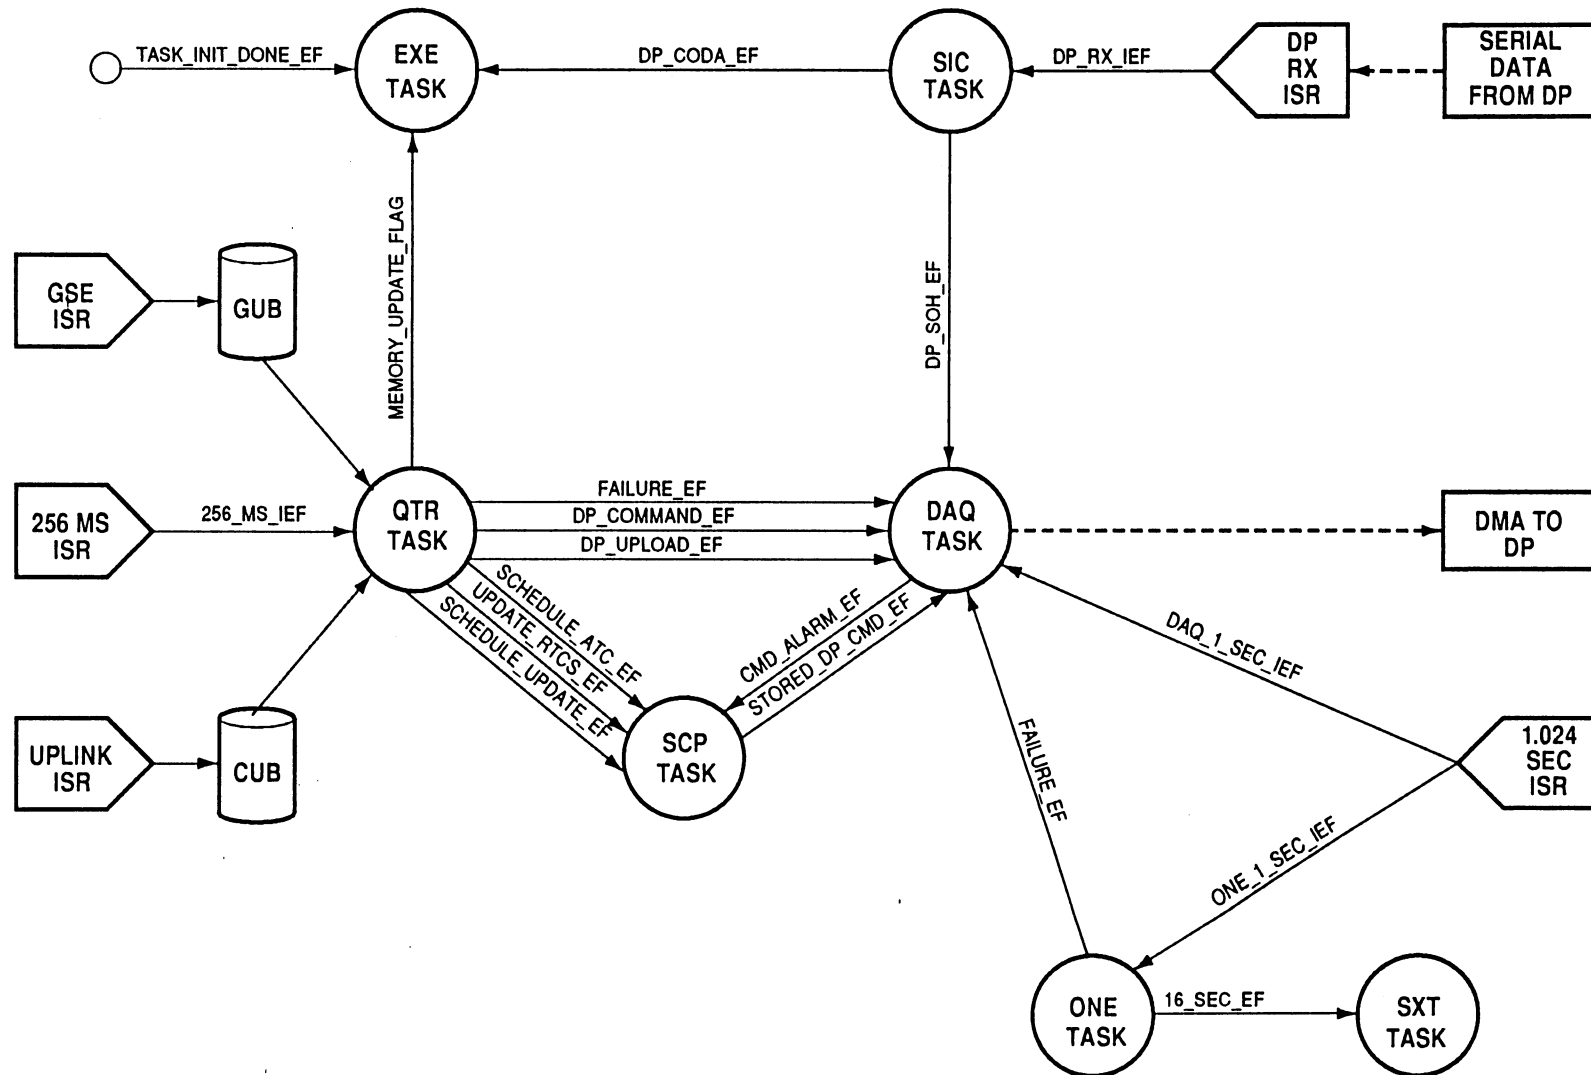 TASK_INIT_DONE_EF
EXE
TASK
DP_CODA_EF
SIC
TASK
DP_RX_IEF
DP
RX
ISR
SERIAL
DATA
FROM DP
MEMORY_UPDATE_FLAG
DP_SOH_EF
GSE
ISR
GUB
256 MS
ISR
256_MS_IEF
QTR
TASK
FAILURE_EF
DP_COMMAND_EF
DP_UPLOAD_EF
DAQ
TASK
DMA TO
DP
SCHEDULE_ATC_EF
UPDATE_RTCS_EF
SCHEDULE_UPDATE_EF
CMD_ALARM_EF
STORED_DP_CMD_EF
DAQ_1_SEC_IEF
UPLINK
ISR
CUB
SCP
TASK
FAILURE_EF
1.024
SEC
ISR
ONE_1_SEC_IEF
ONE
TASK
16_SEC_EF
SXT
TASK